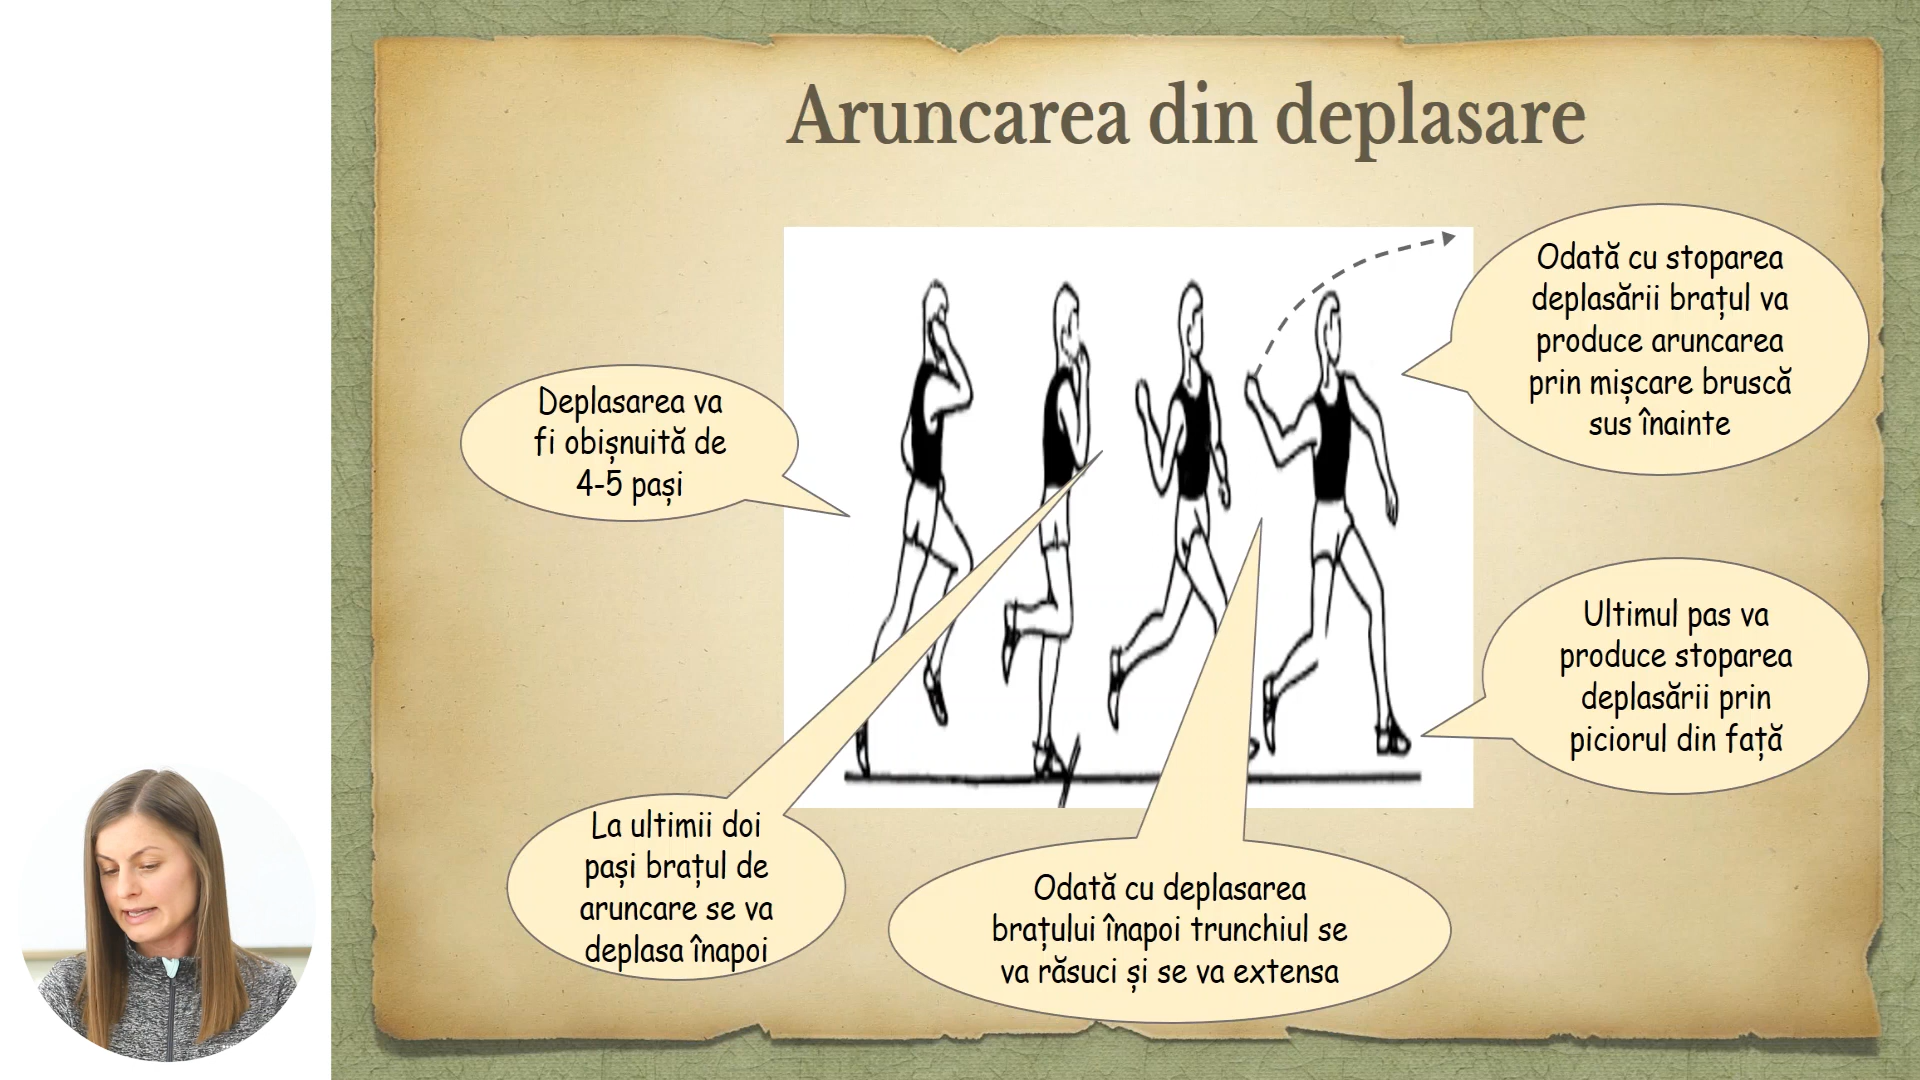 Aruncarea din deplasare
Deplasarea va
fi obișnuită de
4-5 pași
La ultimii doi
pași brațul de
aruncare se va
deplasa înapoi
Odată cu deplasarea
brațului înapoi trunchiul se
va răsuci și se va extensa
Odată cu stoparea
deplasării brațul va
produce aruncarea
prin mișcare bruscă
sus înainte
Ultimul pas va
produce stoparea
deplasării prin
piciorul din față